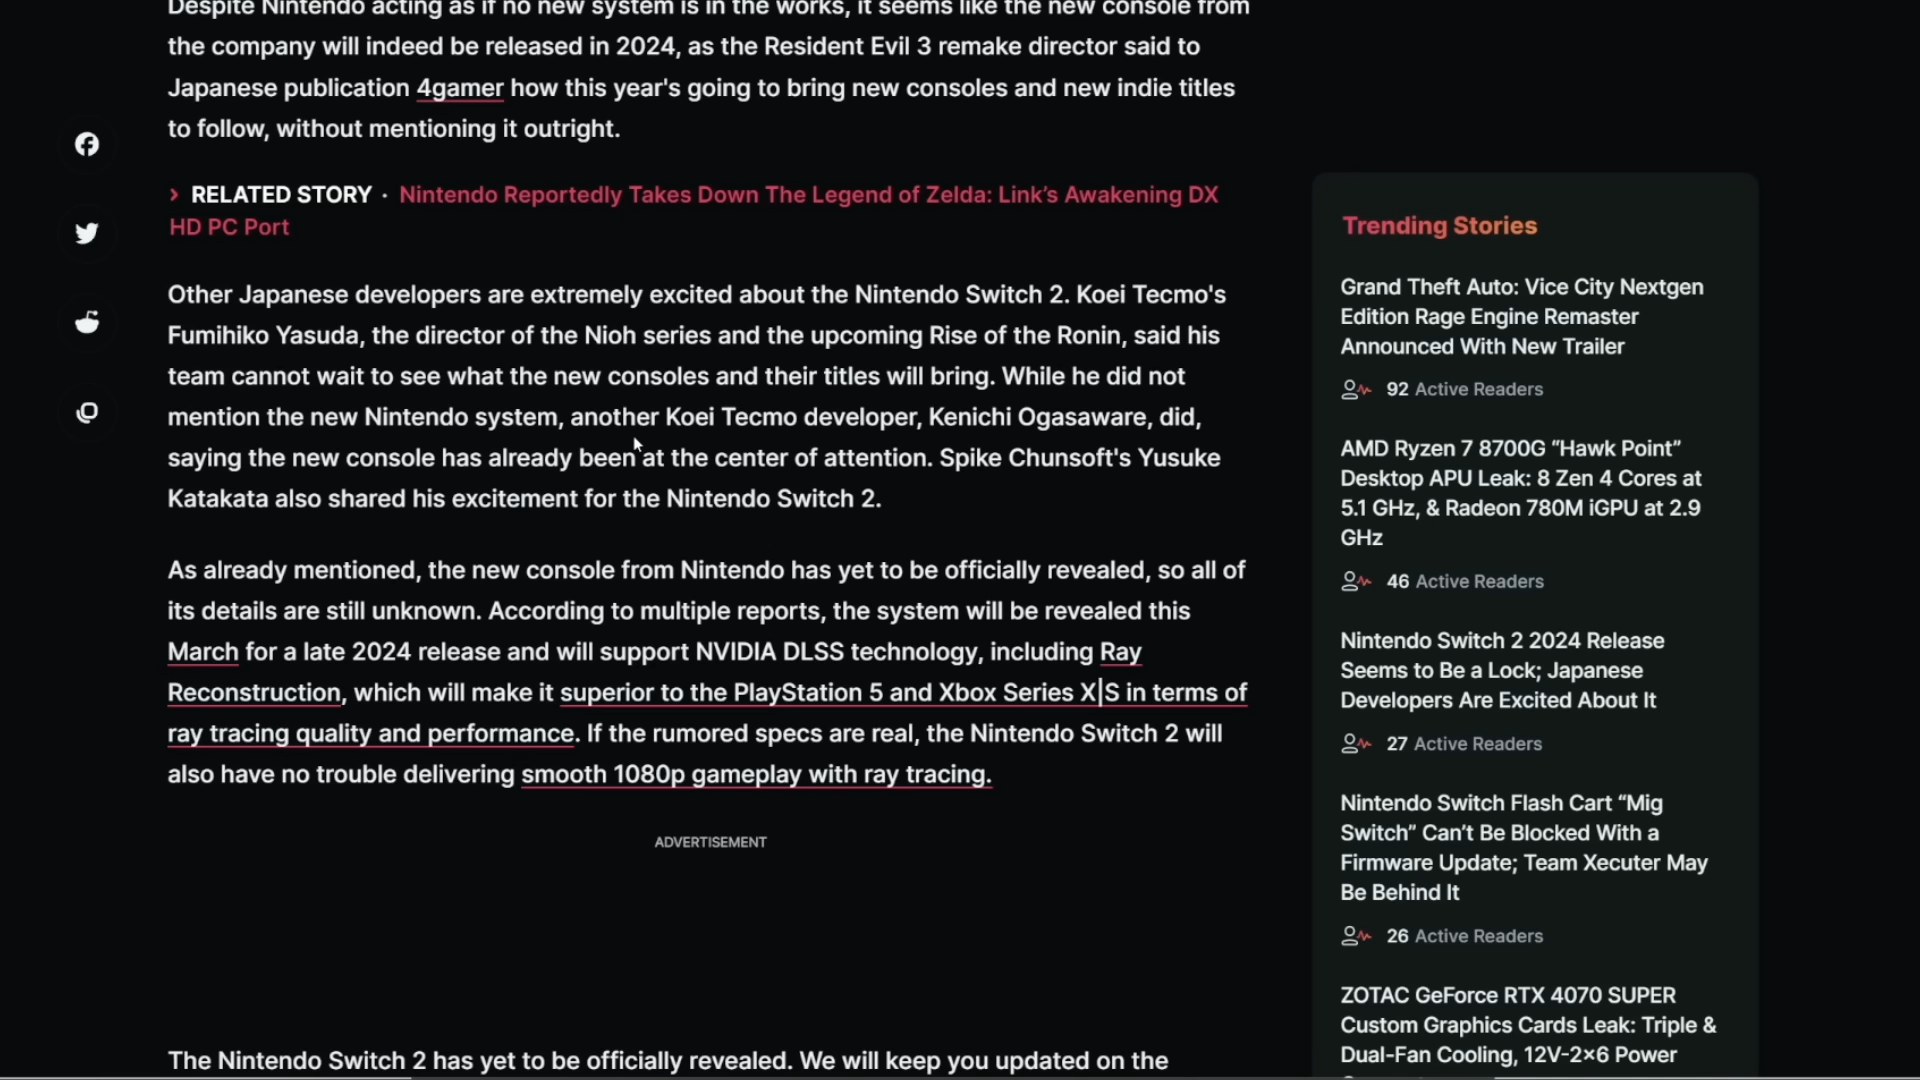 Despite Nintendo acting as if no new system is in the works, it seems like the new console from
the company will indeed be released in 2024, as the Resident Evil 3 remake director said to
Japanese publication 4gamer how this year's going to bring new consoles and new indie titles
to follow, without mentioning it outright.
› RELATED STORY · Nintendo Reportedly Takes Down The Legend of Zelda: Link’s Awakening DX
HD PC Port
Other Japanese developers are extremely excited about the Nintendo Switch 2. Koei Tecmo's
Fumihiko Yasuda, the director of the Nioh series and the upcoming Rise of the Ronin, said his
team cannot wait to see what the new consoles and their titles will bring. While he did not
mention the new Nintendo system, another Koei Tecmo developer, Kenichi Ogasaware, did,
saying the new console has already been at the center of attention. Spike Chunsoft's Yusuke
Katakata also shared his excitement for the Nintendo Switch 2.
As already mentioned, the new console from Nintendo has yet to be officially revealed, so all of
its details are still unknown. According to multiple reports, the system will be revealed this
March for a late 2024 release and will support NVIDIA DLSS technology, including Ray
Reconstruction, which will make it superior to the PlayStation 5 and Xbox Series X|S in terms of
ray tracing quality and performance. If the rumored specs are real, the Nintendo Switch 2 will
also have no trouble delivering smooth 1080p gameplay with ray tracing.
ADVERTISEMENT
The Nintendo Switch 2 has yet to be officially revealed. We will keep you updated on the
Trending Stories
Grand Theft Auto: Vice City Nextgen
Edition Rage Engine Remaster
Announced With New Trailer
92 Active Readers
AMD Ryzen 7 8700G “Hawk Point”
Desktop APU Leak: 8 Zen 4 Cores at
5.1 GHz, & Radeon 780M iGPU at 2.9
GHz
46 Active Readers
Nintendo Switch 2 2024 Release
Seems to Be a Lock; Japanese
Developers Are Excited About It
27 Active Readers
Nintendo Switch Flash Cart “Mig
Switch” Can’t Be Blocked With a
Firmware Update; Team Xecuter May
Be Behind It
26 Active Readers
ZOTAC GeForce RTX 4070 SUPER
Custom Graphics Cards Leak: Triple &
Dual-Fan Cooling, 12V-2×6 Power